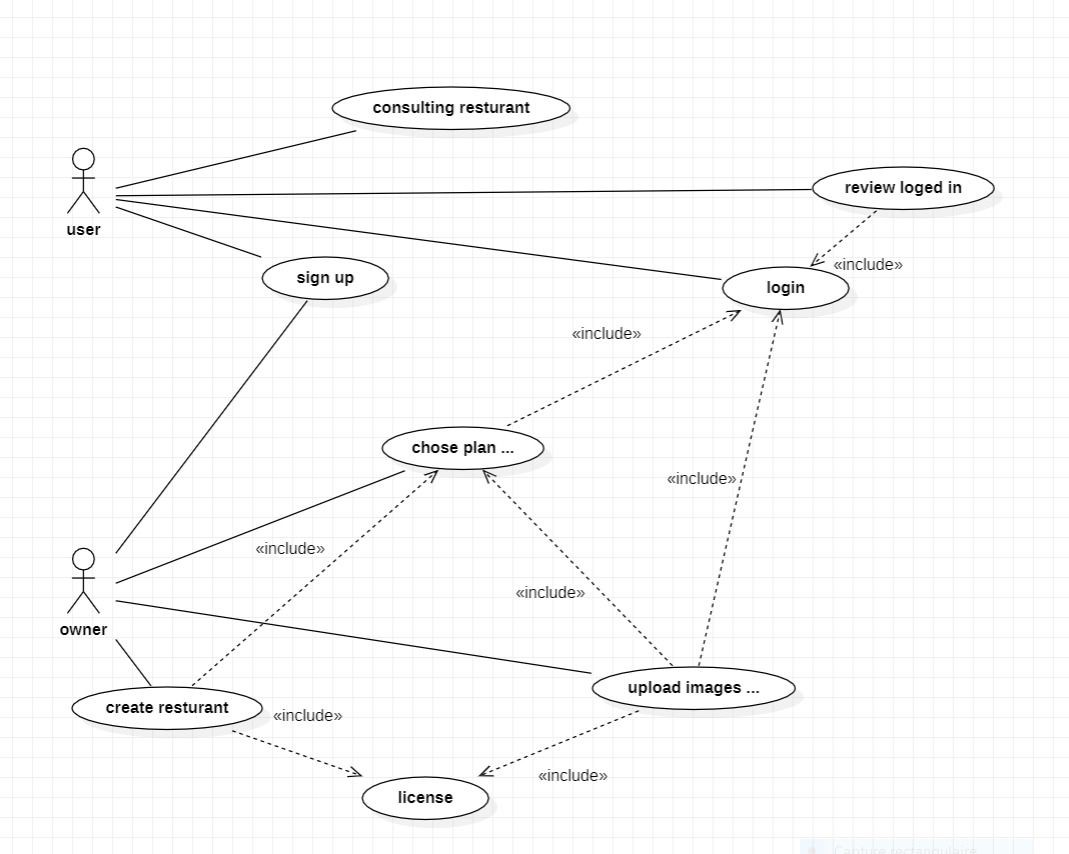 consulting resturant
review loged in
user
«include»
sign up
login
«include»
chose plan ...
«include»
«include»
«include»
owner
upload images ...
create resturant
«include»
«include»
license
Capture rectangulaire